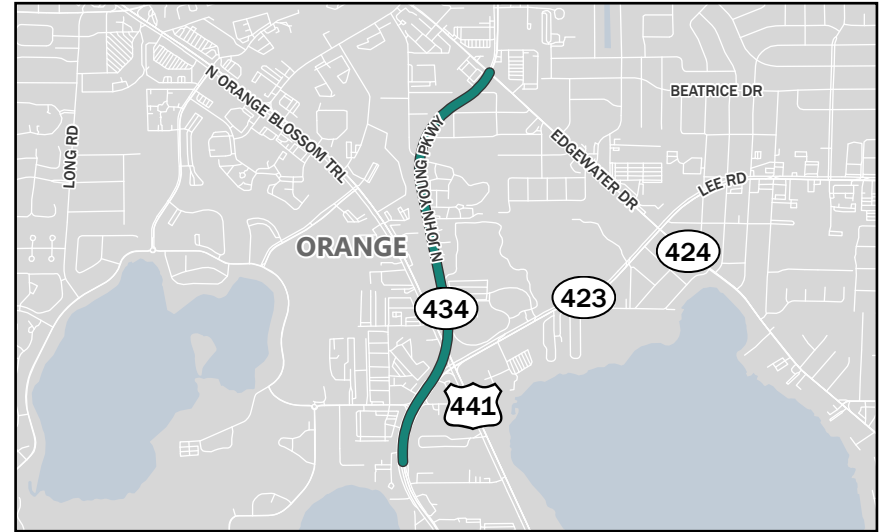 N ORANGE BLOSSOM TRL
BEATRICE DR
LONG RD
N JOHN YOUNG PKWY
EDGEWATER DR
LEE RD
ORANGE
424
423
434
441